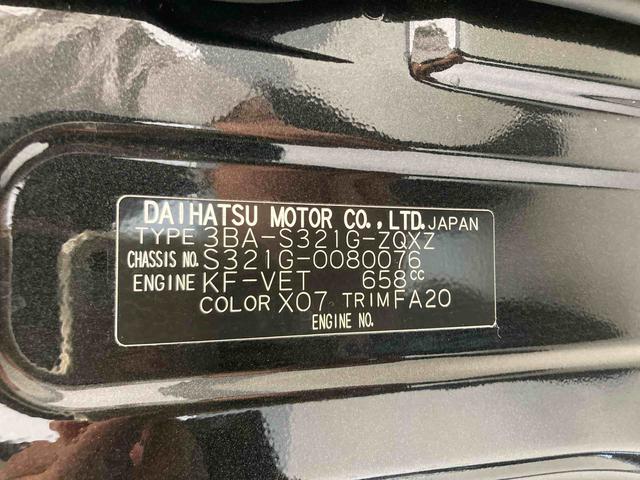 DAIHATSU MOTOR CO., LTD. JAPAN
TYPE 3BA-S321G-ZQXZ
CHASSIS NO. S321G-0080076
ENGINE KF-VET 658cc
COLOR X07 TRIM FA20
ENGINE NO.